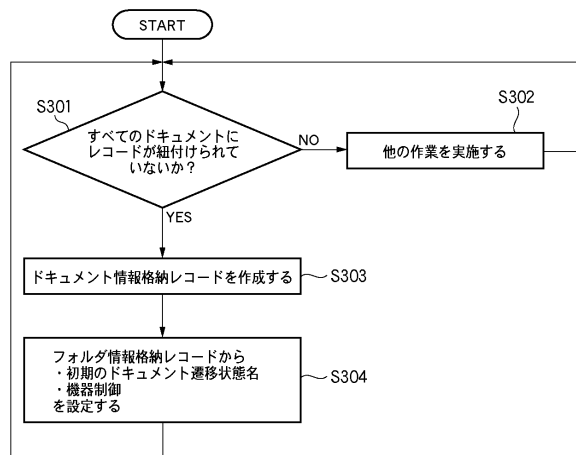 START
S301
すべてのドキュメントに
レコードが紐付けられて
いないか？
NO
S302
他の作業を実施する
YES
ドキュメント情報格納レコードを作成する
S303
フォルダ情報格納レコードから
・初期のドキュメント遷移状態名
・機器制御
を設定する
S304